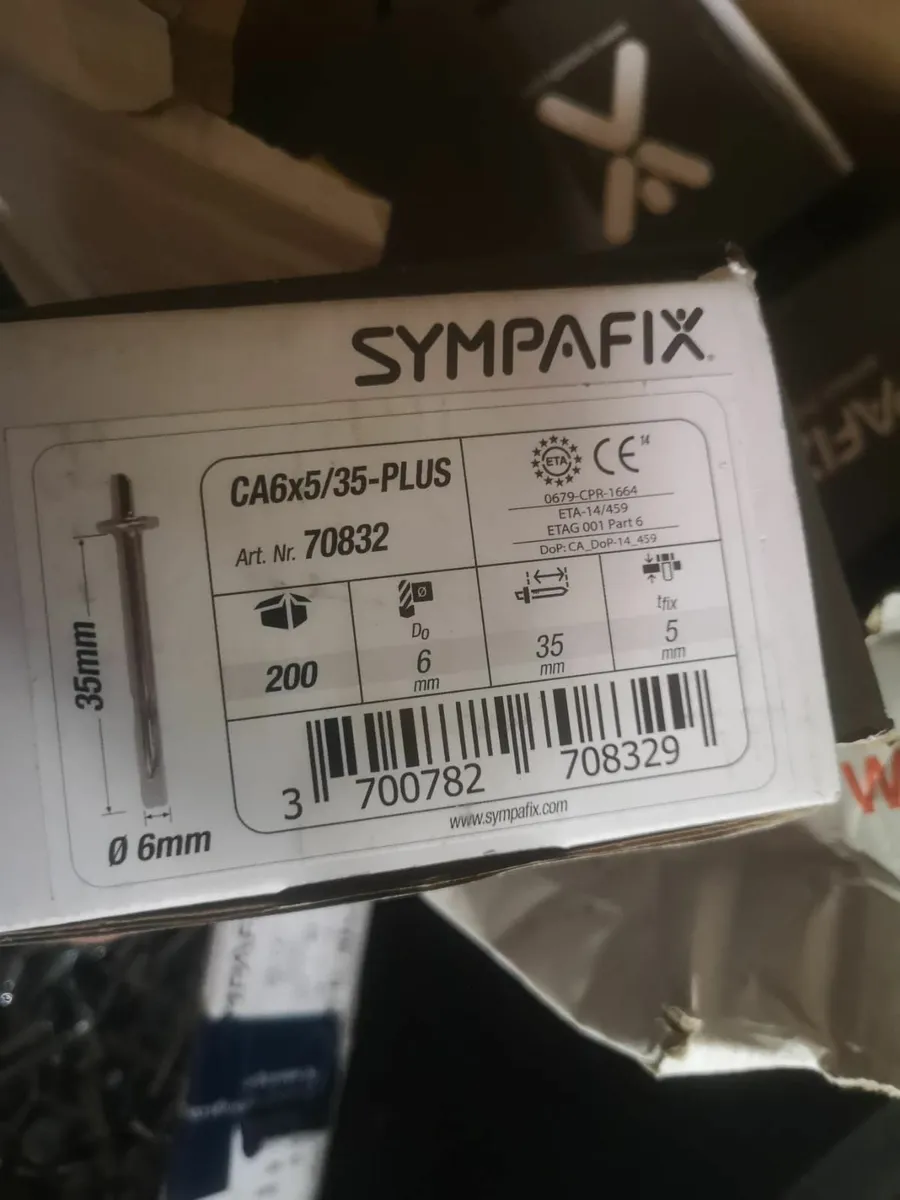 SYMPAFIX
CA6x5/35-PLUS
Art. Nr. 70832
ETA
CE 14
0679-CPR-1664
ETA-14/459
ETAG 001 Part 6
DoP: CA_DoP-14_459
200
Ø
D0
6
mm
35
mm
tfix
5
mm
35mm
Ø 6mm
3 700782 708329
www.sympafix.com
W